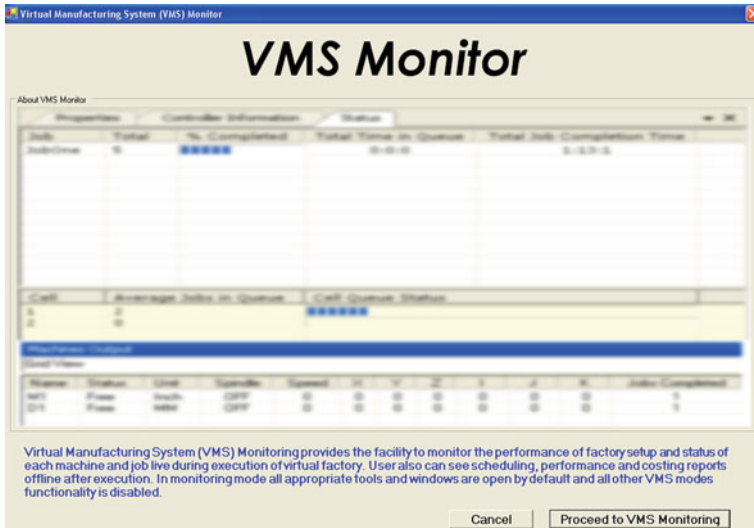 Virtual Manufacturing System (VMS) Monitor
VMS Monitor
About VMS Monitor
Properties Controller Information Status
Job Total % Completed Total Time in Queue Total Job Completion Time
JobOne 5 0:0:0 1:13:1
Cell Average Jobs in Queue Cell Queue Status
1 2
2 0
Machines Output
Grid View
Name Status Unit Spindle Speed X Y Z I J K Jobs Completed
M1 Free Inch OFF 0 0 0 0 0 0 0 1
D1 Free MM OFF 0 0 0 0 0 0 0 1
Virtual Manufacturing System (VMS) Monitoring provides the facility to monitor the performance of factory setup and status of
each machine and job live during execution of virtual factory. User also can see scheduling, performance and costing reports
offline after execution. In monitoring mode all appropriate tools and windows are open by default and all other VMS modes
functionality is disabled.
Cancel Proceed to VMS Monitoring